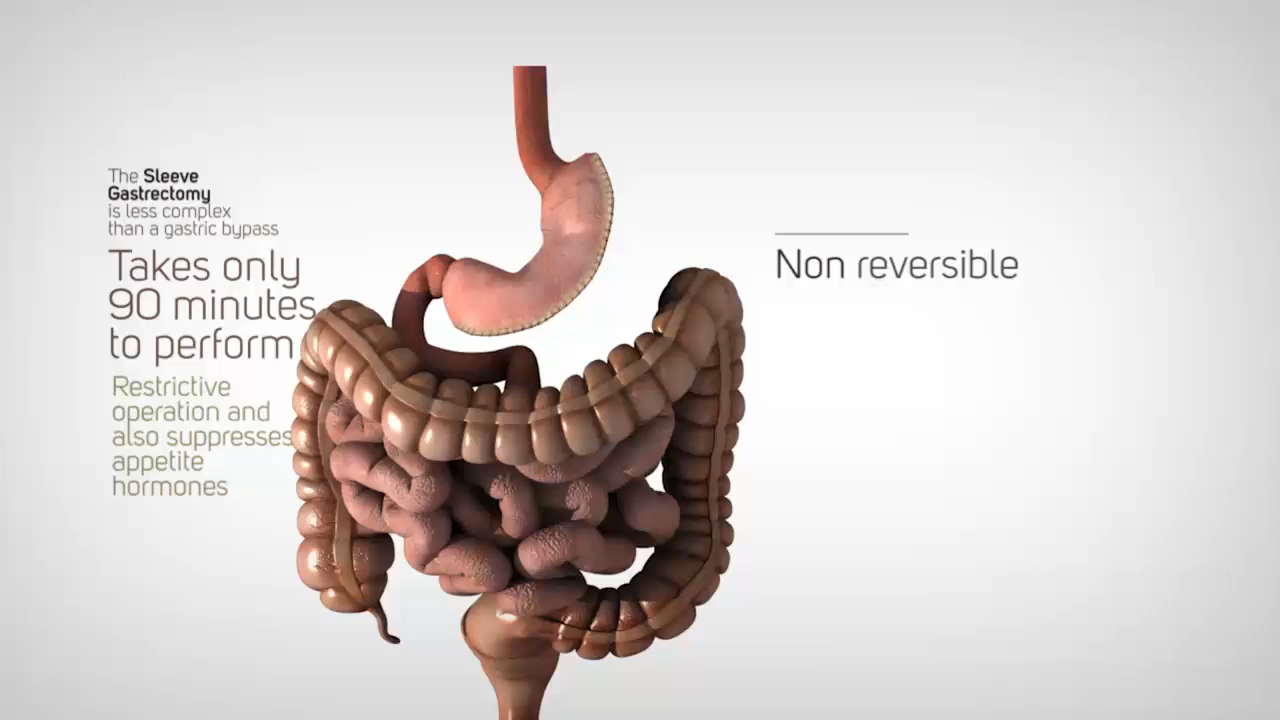 The Sleeve
Gastrectomy
is less complex
than a gastric bypass
Takes only
90 minutes
to perform
Restrictive
operation and
also suppresses
appetite
hormones
Non reversible